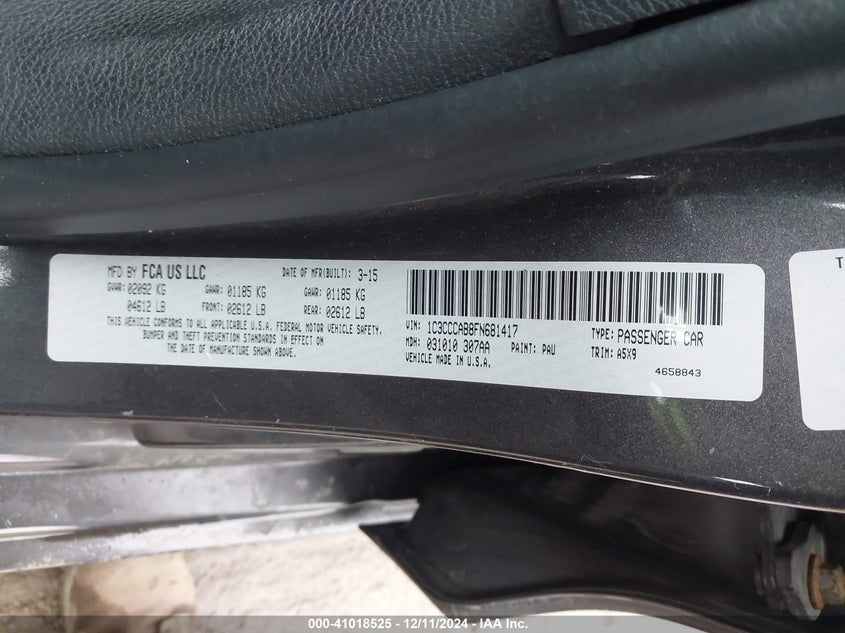 MFD BY FCA US LLC
DATE OF MFR(BUILT): 3-15
GVWR: 02092 KG GAWR: 01185 KG GAWR: 01185 KG
04612 LB FRONT: 02612 LB REAR: 02612 LB
THIS VEHICLE CONFORMS TO ALL APPLICABLE U.S.A. FEDERAL MOTOR VEHICLE SAFETY,
BUMPER AND THEFT PREVENTION STANDARDS IN EFFECT ON
THE DATE OF MANUFACTURE SHOWN ABOVE.
VIN: 1C3CCCAB8FN681417 TYPE: PASSENGER CAR
MDH: 031010 307AA PAINT: PAU TRIM: A5X9
VEHICLE MADE IN U.S.A.
4658843
T
000-41018525 - 12/11/2024 - IAA Inc.